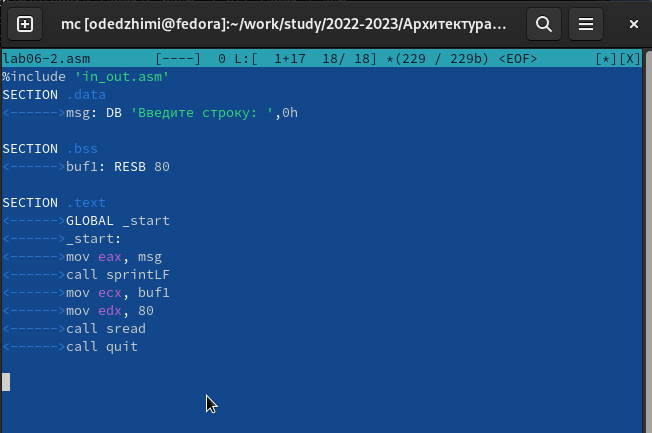 mc [odedzhimi@fedora]:~/work/study/2022-2023/Архитектура...
lab06-2.asm [----] 0 L:[ 1+17 18/ 18] *(229 / 229b) <EOF> [*][X]
%include 'in_out.asm'
SECTION .data
<------>msg: DB 'Введите строку: ',0h
SECTION .bss
<------>buf1: RESB 80
SECTION .text
<------>GLOBAL _start
<------>_start:
<------>mov eax, msg
<------>call sprintLF
<------>mov ecx, buf1
<------>mov edx, 80
<------>call sread
<------>call quit